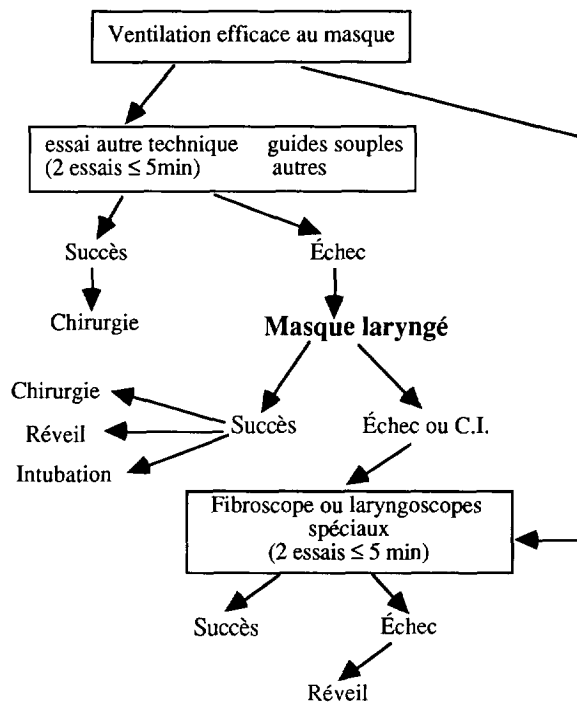 Ventilation efficace au masque
essai autre technique guides souples
(2 essais ≤ 5min) autres
Succès Échec
Chirurgie Masque laryngé
Chirurgie
Réveil Succès Échec ou C.I.
Intubation
Fibroscope ou laryngoscopes
spéciaux
(2 essais ≤ 5 min)
Succès Échec
Réveil